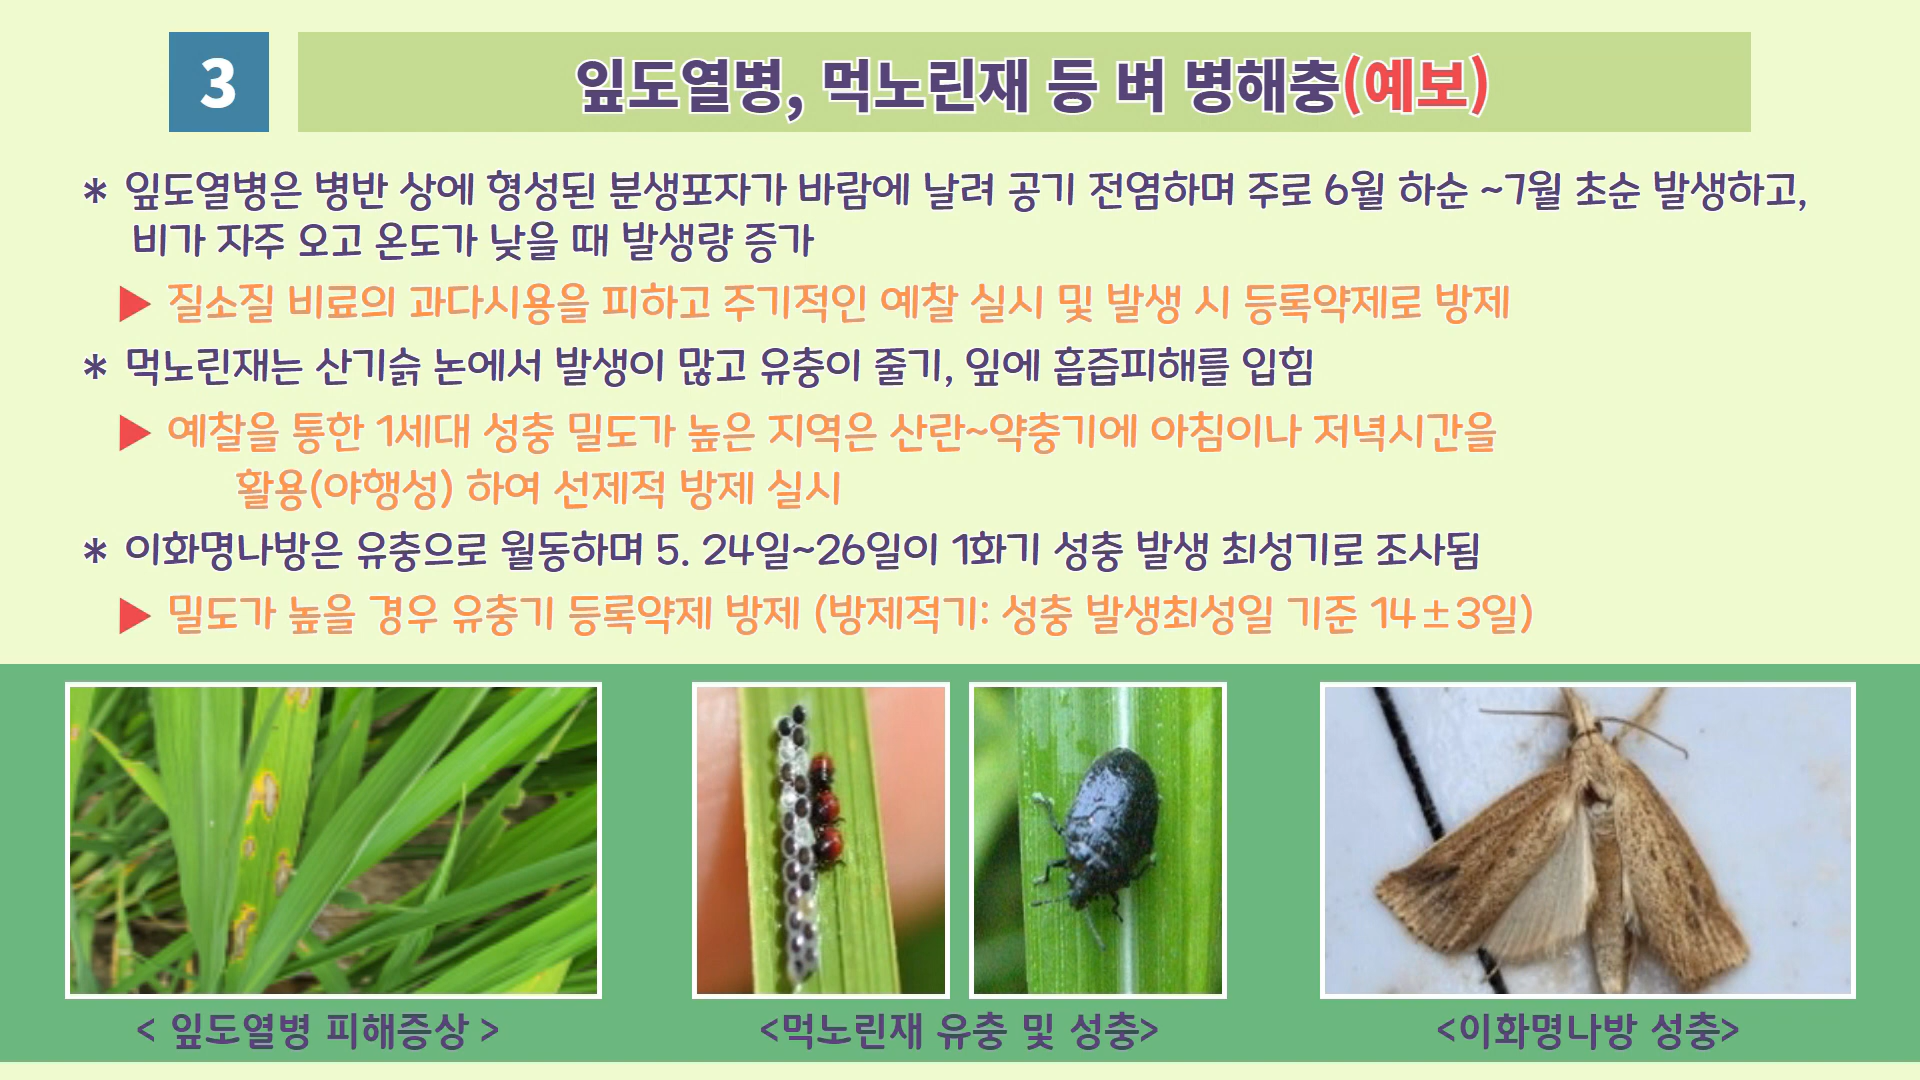 3
잎도열병, 먹노린재 등 벼 병해충(예보)
* 잎도열병은 병반 상에 형성된 분생포자가 바람에 날려 공기 전염하며 주로 6월 하순 ~7월 초순 발생하고,
비가 자주 오고 온도가 낮을 때 발생량 증가
▶ 질소질 비료의 과다시용을 피하고 주기적인 예찰 실시 및 발생 시 등록약제로 방제
* 먹노린재는 산기슭 논에서 발생이 많고 유충이 줄기, 잎에 흡즙피해를 입힘
▶ 예찰을 통한 1세대 성충 밀도가 높은 지역은 산란~약충기에 아침이나 저녁시간을
활용(야행성) 하여 선제적 방제 실시
* 이화명나방은 유충으로 월동하며 5. 24일~26일이 1화기 성충 발생 최성기로 조사됨
▶ 밀도가 높을 경우 유충기 등록약제 방제 (방제적기: 성충 발생최성일 기준 14±3일)
< 잎도열병 피해증상 >
<먹노린재 유충 및 성충>
<이화명나방 성충>